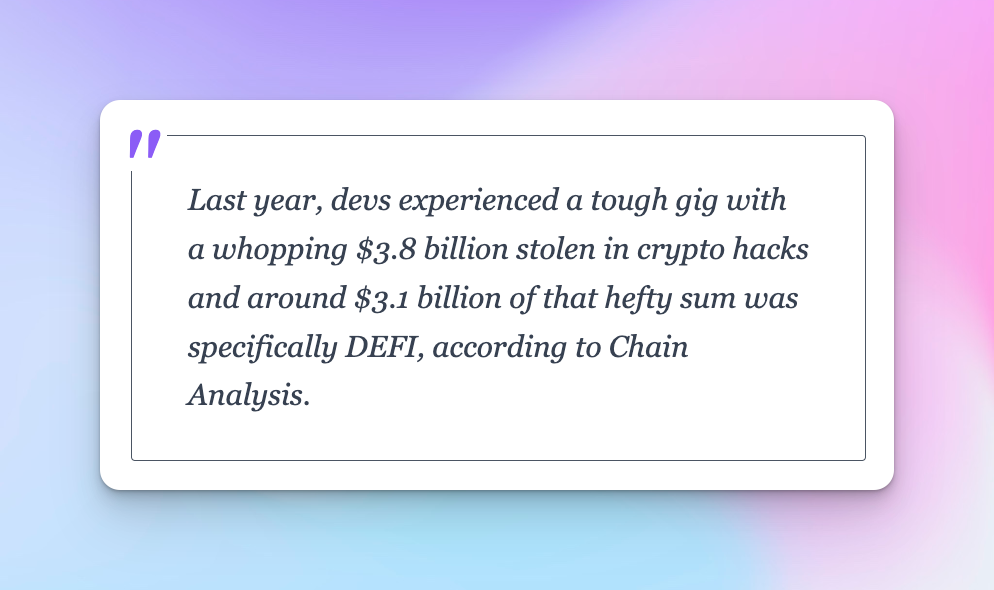 "
Last year, devs experienced a tough gig with
a whopping $3.8 billion stolen in crypto hacks
and around $3.1 billion of that hefty sum was
specifically DEFI, according to Chain
Analysis.